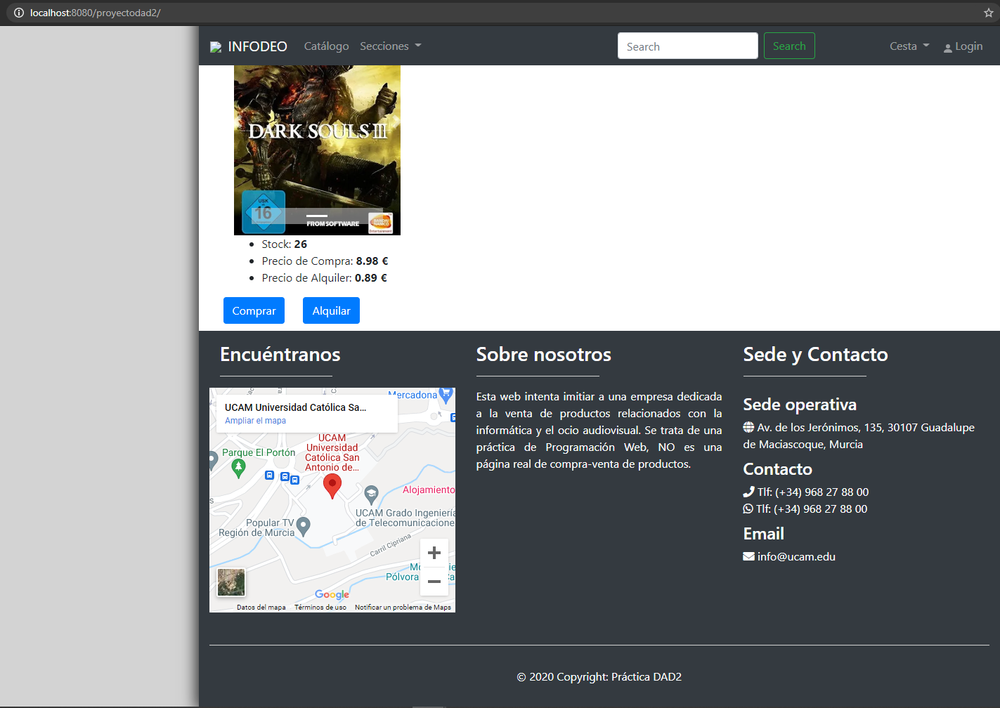 localhost:8080/proyectodad2/
INFODEO Catálogo Secciones Search Search Cesta Login
DARK SOULS III
USK
16
FROMSOFTWARE
BANDAI
NAMCO
Entertainment
Stock: 26
Precio de Compra: 8.98 €
Precio de Alquiler: 0.89 €
Comprar Alquilar
Encuéntranos
Mercadona
UCAM Universidad Católica Sa...
Ampliar el mapa
UCAM
Universidad
Católica San
Antonio de...
Parque El Portón
Alojamiento
UCAM Grado Ingeniería
de Telecomunicacione
Popular TV
Región de Murcia
Carril Cipriana
Pólvora
Google
Datos del mapa Términos de uso Notificar un problema de Maps
Sobre nosotros
Esta web intenta imitiar a una empresa dedicada
a la venta de productos relacionados con la
informática y el ocio audiovisual. Se trata de una
práctica de Programación Web, NO es una
página real de compra-venta de productos.
Sede y Contacto
Sede operativa
Av. de los Jerónimos, 135, 30107 Guadalupe
de Maciascoque, Murcia
Contacto
Tlf: (+34) 968 27 88 00
Tlf: (+34) 968 27 88 00
Email
info@ucam.edu
© 2020 Copyright: Práctica DAD2